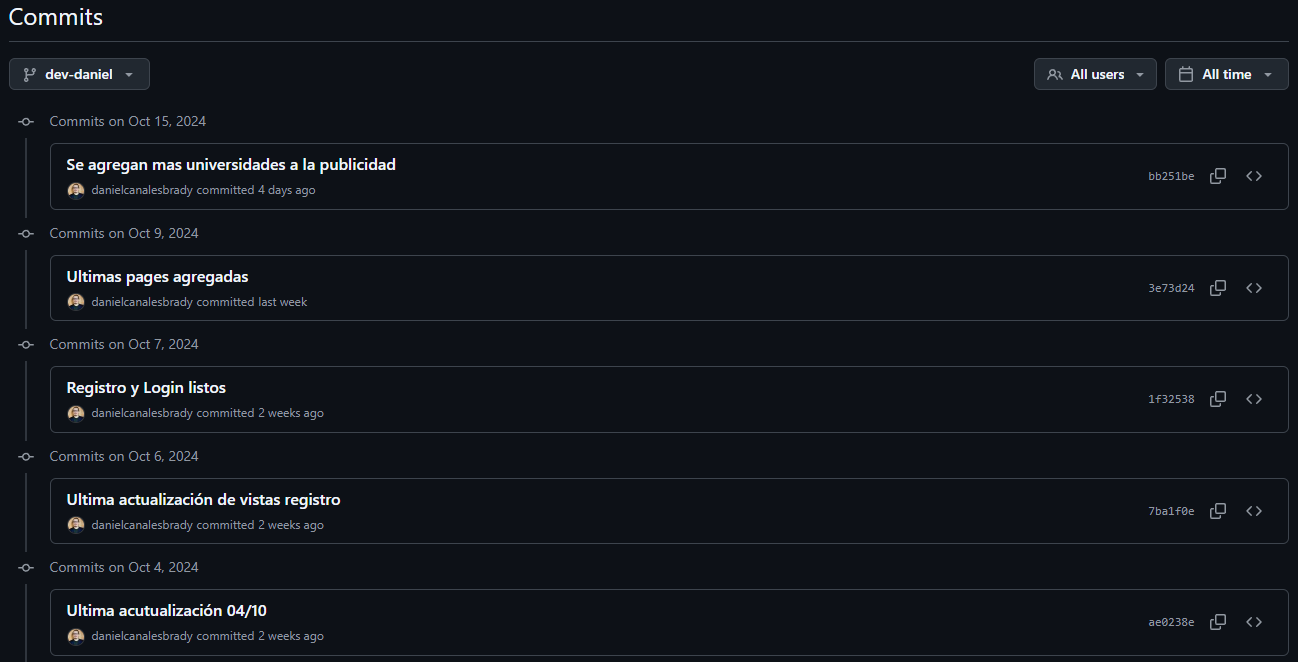 Commits
dev-daniel
All users
All time
Commits on Oct 15, 2024
Se agregan mas universidades a la publicidad
danielcanalesbrady committed 4 days ago
bb251be
Commits on Oct 9, 2024
Ultimas pages agregadas
danielcanalesbrady committed last week
3e73d24
Commits on Oct 7, 2024
Registro y Login listos
danielcanalesbrady committed 2 weeks ago
1f32538
Commits on Oct 6, 2024
Ultima actualización de vistas registro
danielcanalesbrady committed 2 weeks ago
7ba1f0e
Commits on Oct 4, 2024
Ultima acutualización 04/10
danielcanalesbrady committed 2 weeks ago
ae0238e